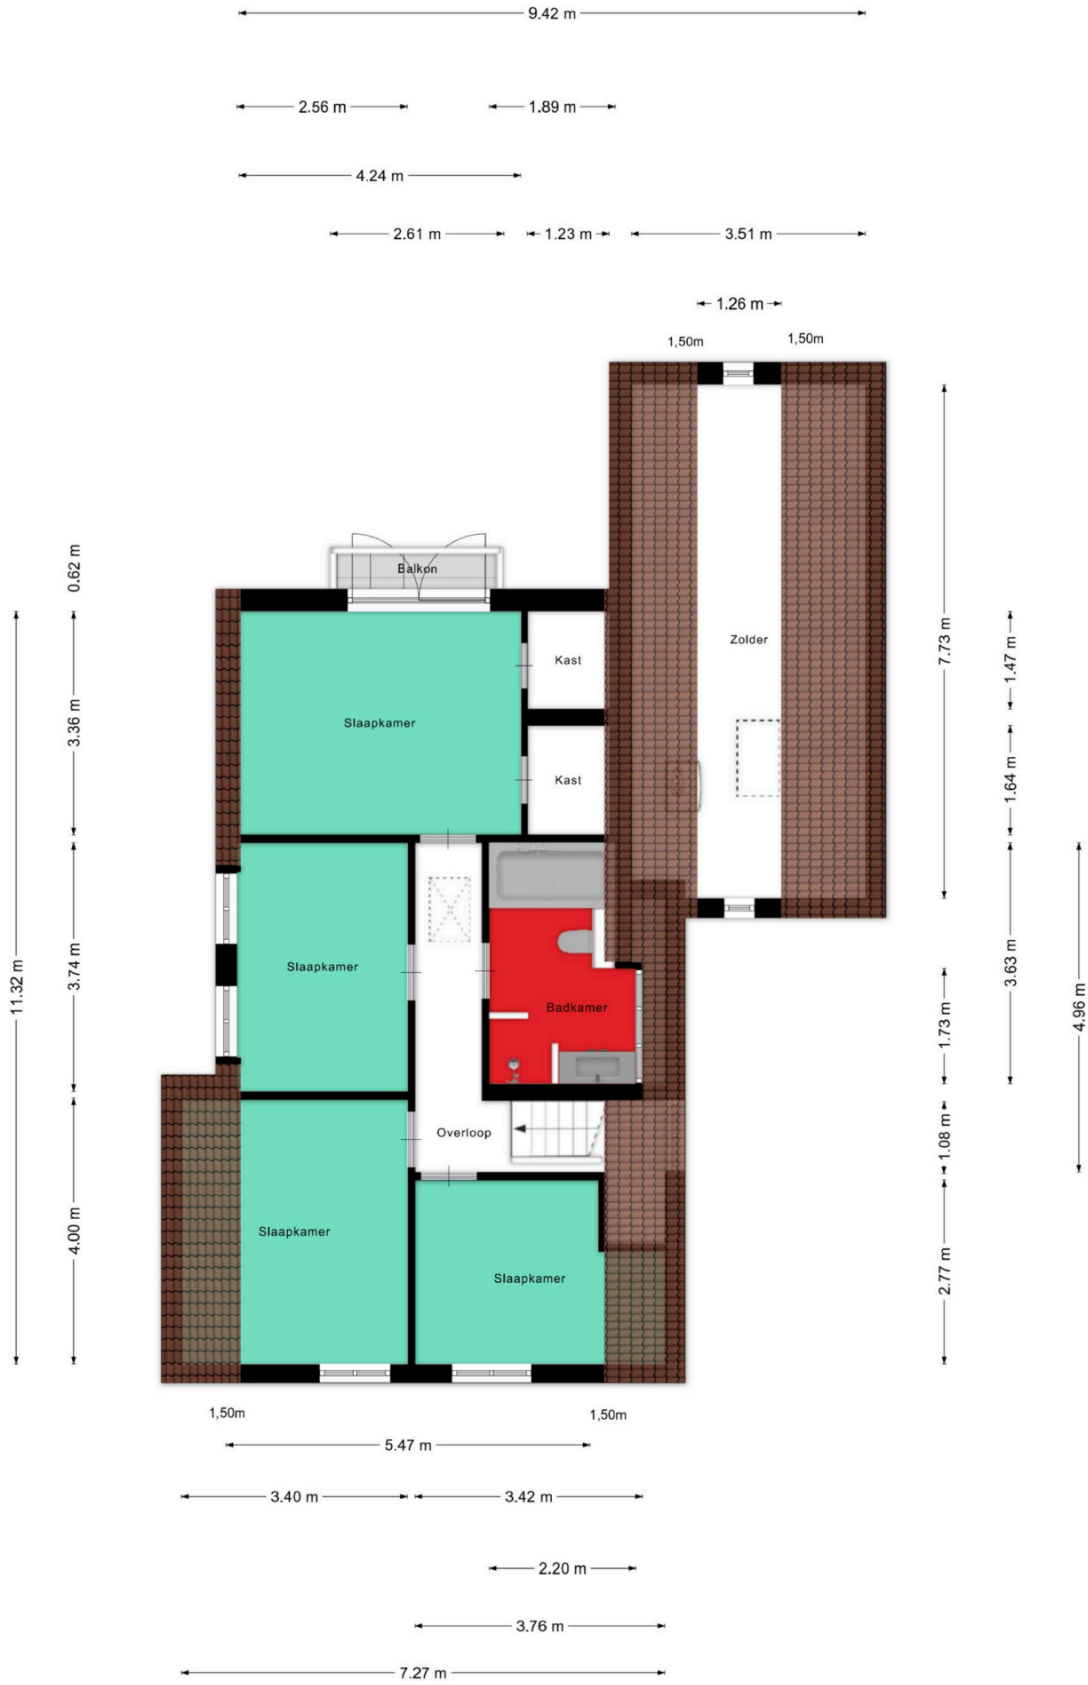 9.42 m
2.56 m
1.89 m
4.24 m
2.61 m
1.23 m
3.51 m
1.26 m
1,50m
1,50m
0.62 m
Balkon
Zolder
7.73 m
Kast
1.47 m
Slaapkamer
3.36 m
Kast
1.64 m
11.32 m
3.74 m
Slaapkamer
3.63 m
Badkamer
1.73 m
4.96 m
Overloop
1.08 m
4.00 m
Slaapkamer
Slaapkamer
2.77 m
1,50m
1,50m
5.47 m
3.40 m
3.42 m
2.20 m
3.76 m
7.27 m